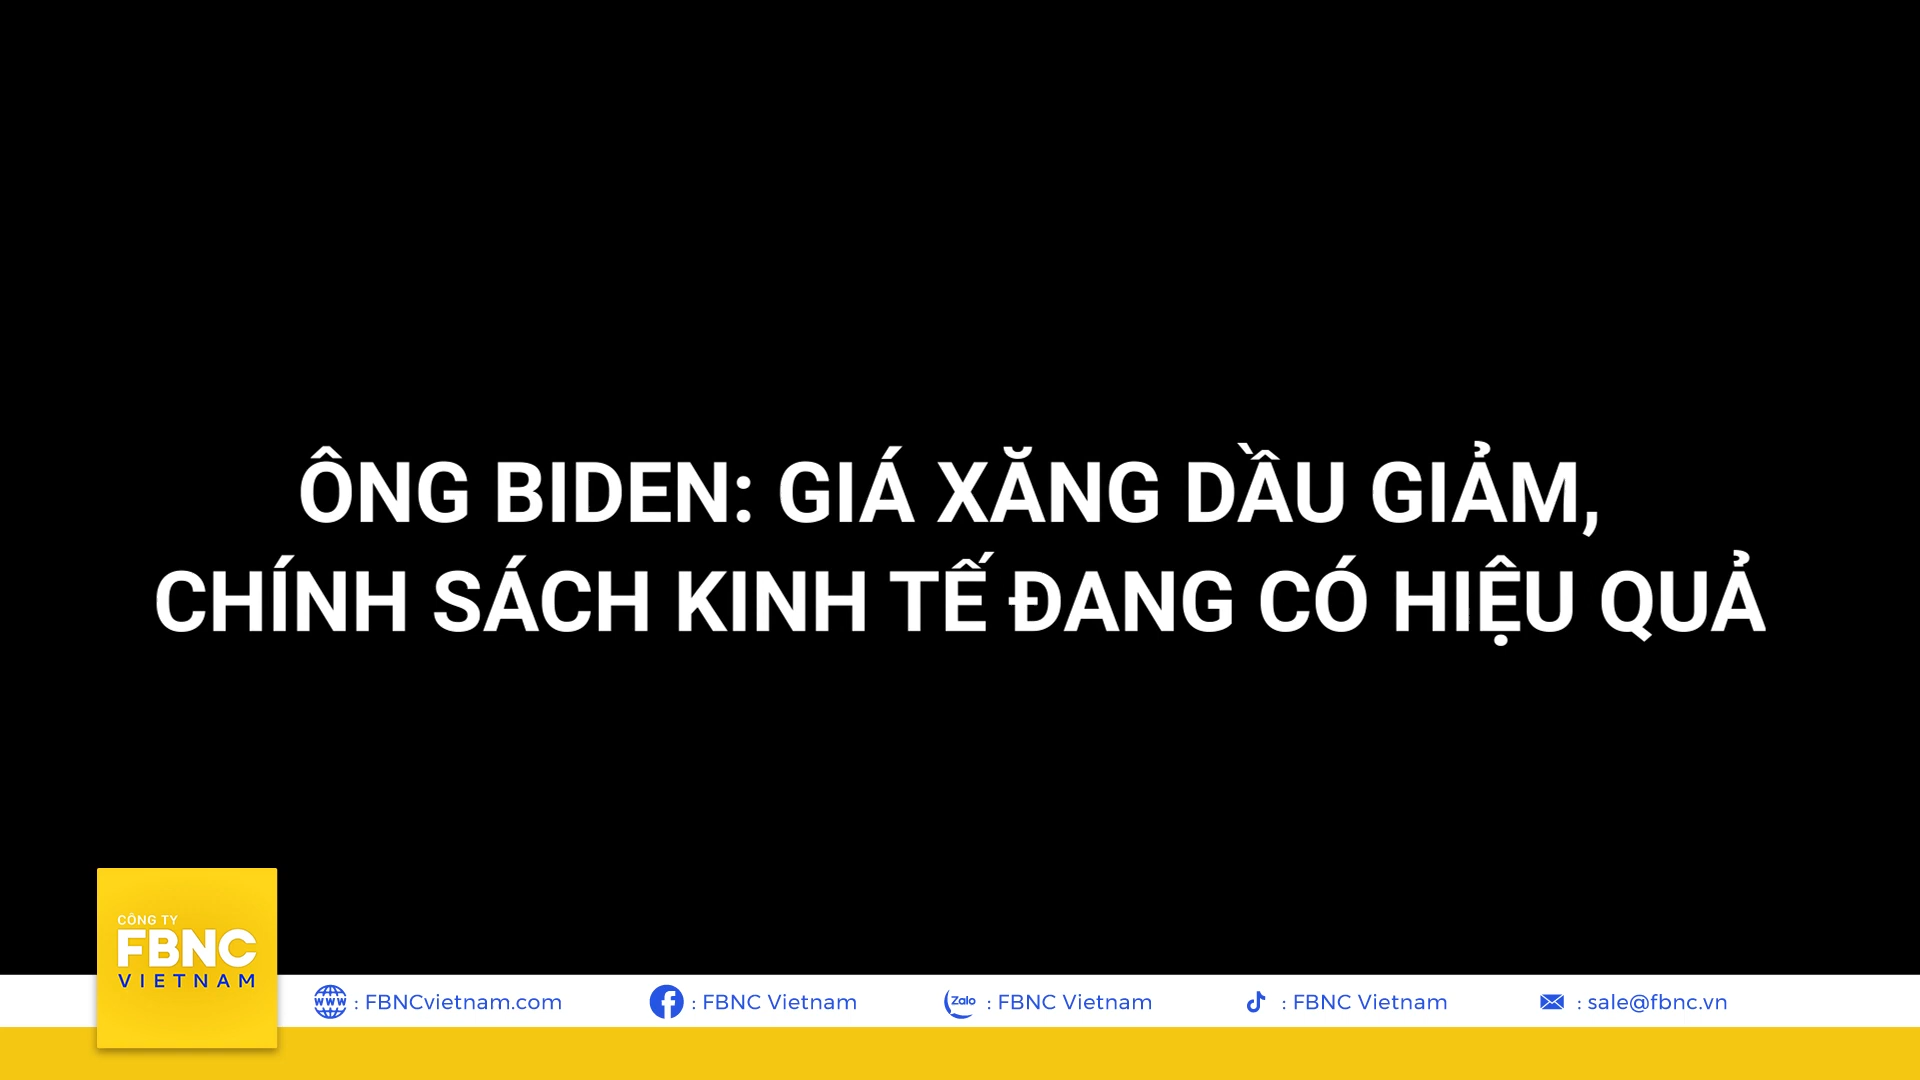 ÔNG BIDEN: GIÁ XĂNG DẦU GIẢM,
CHÍNH SÁCH KINH TẾ ĐANG CÓ HIỆU QUẢ
CÔNG TY
FBNC
VIETNAM
www : FBNCvietnam.com
: FBNC Vietnam
Zalo : FBNC Vietnam
: FBNC Vietnam
: sale@fbnc.vn